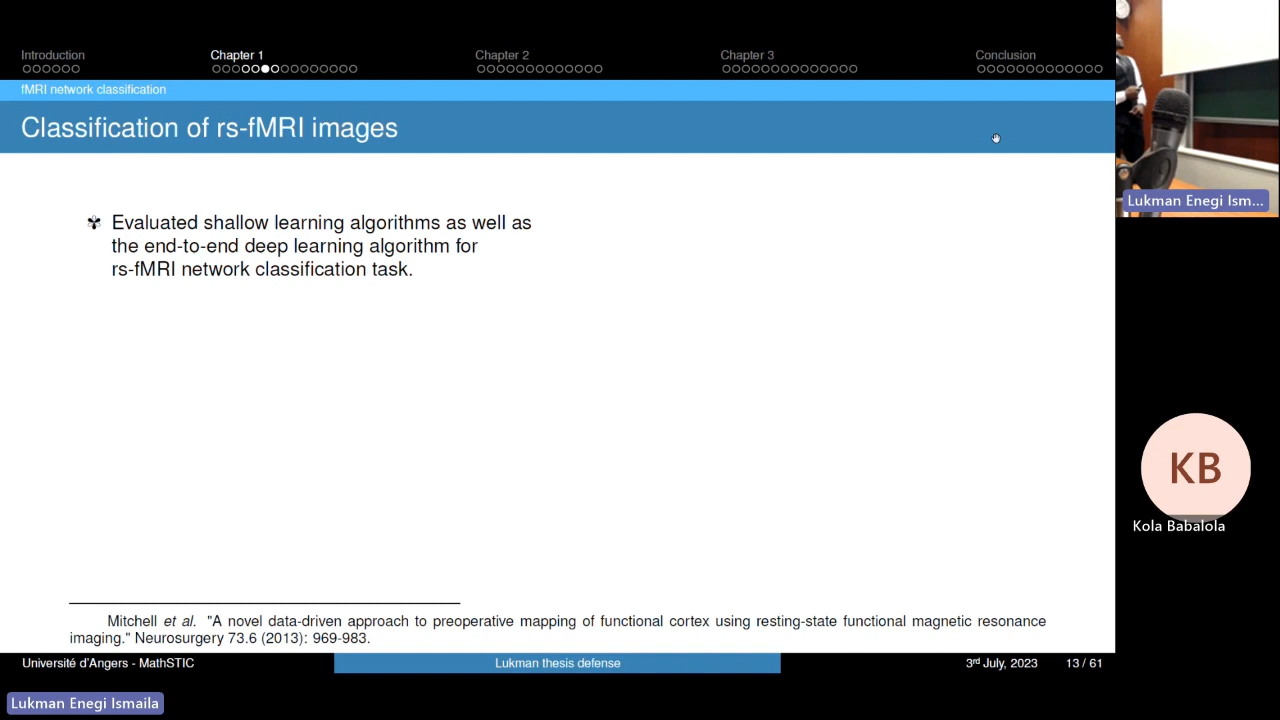 Introduction
Chapter 1
Chapter 2
Chapter 3
Conclusion
fMRI network classification
Classification of rs-fMRI images
Evaluated shallow learning algorithms as well as
the end-to-end deep learning algorithm for
rs-fMRI network classification task.
Mitchell et al. "A novel data-driven approach to preoperative mapping of functional cortex using resting-state functional magnetic resonance
imaging." Neurosurgery 73.6 (2013): 969-983.
Université d'Angers - MathSTIC
Lukman thesis defense
3rd July, 2023
13 / 61
Lukman Enegi Ism...
KB
Kola Babalola
Lukman Enegi Ismaila